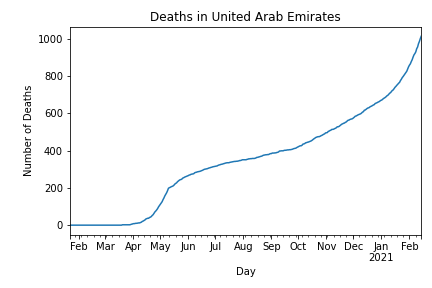 Deaths in United Arab Emirates
Number of Deaths
1000
800
600
400
200
0
Feb Mar Apr May Jun Jul Aug Sep Oct Nov Dec Jan Feb
2021
Day